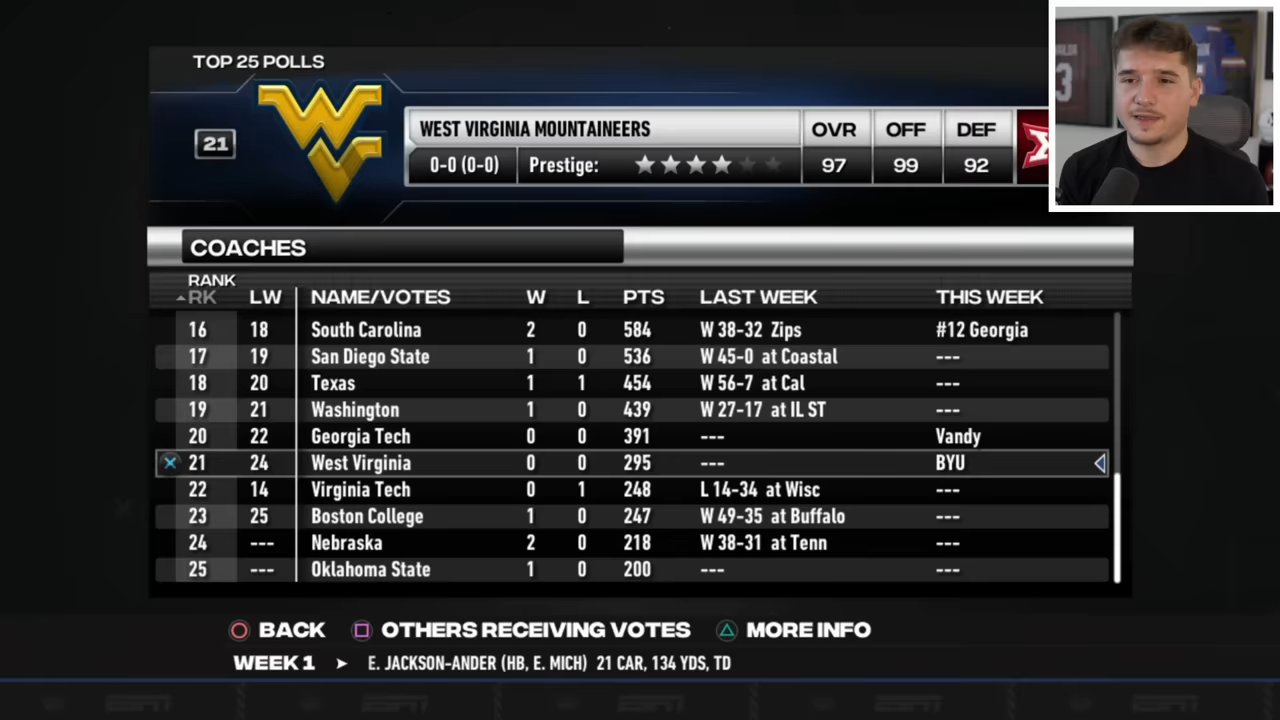 TOP 25 POLLS
21
WV
WEST VIRGINIA MOUNTAINEERS OVR OFF DEF
0-0 (0-0) Prestige: 97 99 92
COACHES
RANK
RK LW NAME/VOTES W L PTS LAST WEEK THIS WEEK
16 18 South Carolina 2 0 584 W 38-32 Zips #12 Georgia
17 19 San Diego State 1 0 536 W 45-0 at Coastal ---
18 20 Texas 1 1 454 W 56-7 at Cal ---
19 21 Washington 1 0 439 W 27-17 at IL ST ---
20 22 Georgia Tech 0 0 391 --- Vandy
21 24 West Virginia 0 0 295 --- BYU
22 14 Virginia Tech 0 1 248 L 14-34 at Wisc ---
23 25 Boston College 1 0 247 W 49-35 at Buffalo ---
24 --- Nebraska 2 0 218 W 38-31 at Tenn ---
25 --- Oklahoma State 1 0 200 --- ---
BACK OTHERS RECEIVING VOTES MORE INFO
WEEK 1 E. JACKSON-ANDER (HB, E. MICH) 21 CAR, 134 YDS, TD